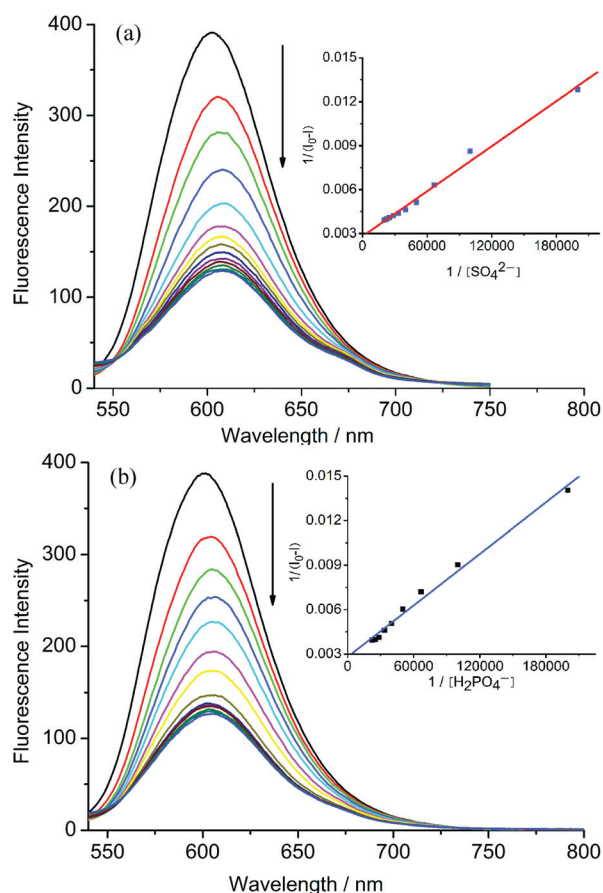 (a)
Fluorescence Intensity
400
300
200
100
0
550 600 650 700 750 800
Wavelength / nm
1/(I₀-I)
0.015
0.012
0.009
0.006
0.003
0 60000 120000 180000
1 / [SO₄²⁻]
(b)
Fluorescence Intensity
400
300
200
100
0
550 600 650 700 750 800
Wavelength / nm
1/(I₀-I)
0.015
0.012
0.009
0.006
0.003
0 60000 120000 180000
1 / [H₂PO₄⁻]